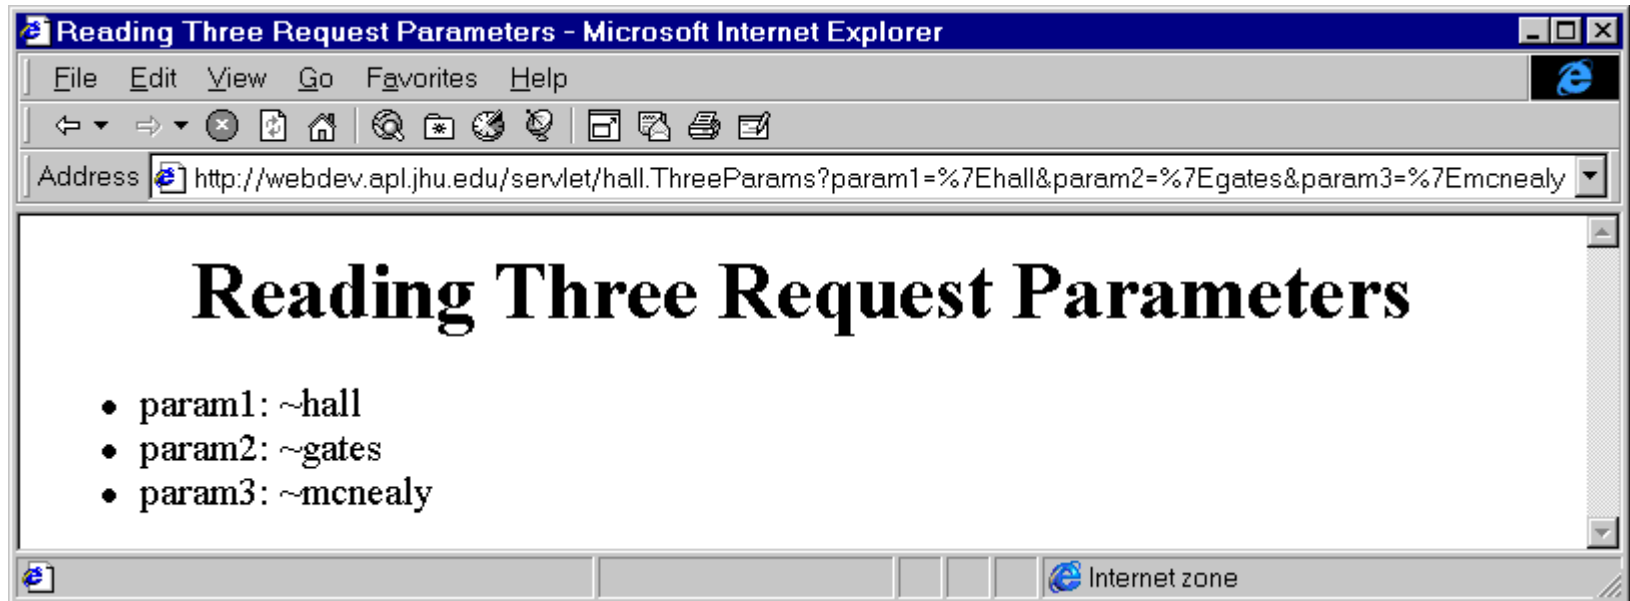 Reading Three Request Parameters - Microsoft Internet Explorer
File Edit View Go Favorites Help
Address http://webdev.apl.jhu.edu/servlet/hall.ThreeParams?param1=%7Ehall&param2=%7Egates&param3=%7Emcnealy
Reading Three Request Parameters
• param1: ~hall
• param2: ~gates
• param3: ~mcnealy
Internet zone